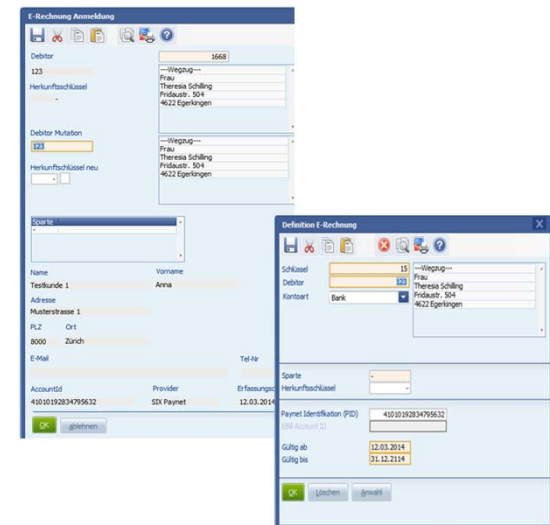 E-Rechnung Anmeldung
Debitor 1668
123
---Wegzug---
Frau
Theresia Schilling
Fridaustr. 504
4622 Egerkingen
Herkunftsschlüssel
-
Debitor Mutation
123
---Wegzug---
Frau
Theresia Schilling
Fridaustr. 504
4622 Egerkingen
Herkunftschlüssel neu
-
Sparte
-
Name Vorname
Testkunde 1 Anna
Adresse
Musterstrasse 1
PLZ Ort
8000 Zürich
E-Mail Tel-Nr
AccountId Provider Erfassungsd
41010192834795632 SIX Paynet 12.03.2014
OK ablehnen
Definition E-Rechnung
Schlüssel 15
Debitor 123
Kontoart Bank
---Wegzug---
Frau
Theresia Schilling
Fridaustr. 504
4622 Egerkingen
Sparte -
Herkunftsschlüssel -
Paynet Identifikation (PID) 41010192834795632
Account ID
Gültig ab 12.03.2014
Gültig bis 31.12.2114
OK Löschen Anwahl